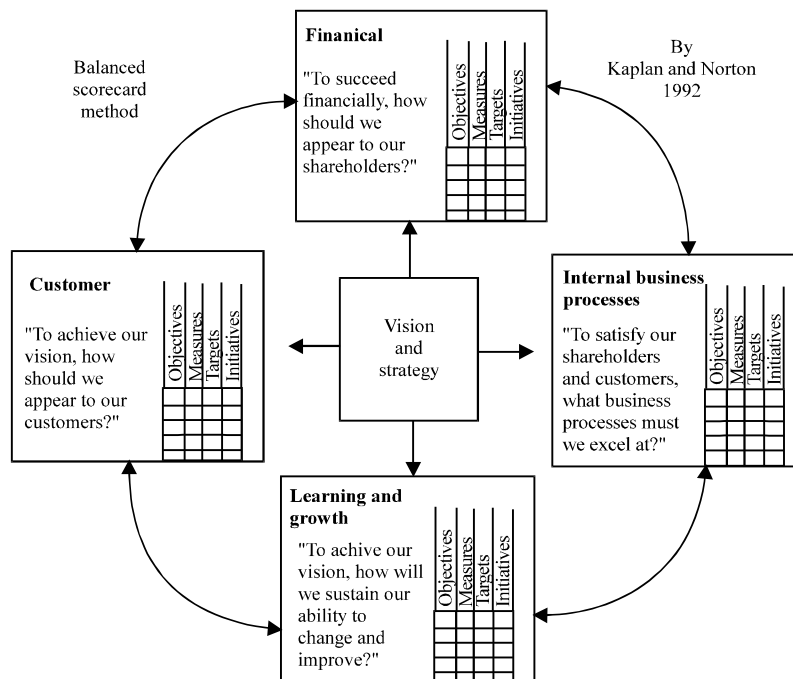 Balanced
scorecard
method
Finanical
"To succeed
financially, how
should we
appear to our
shareholders?"
Objectives
Measures
Targets
Initiatives
By
Kaplan and Norton
1992
Customer
"To achieve our
vision, how
should we
appear to our
customers?"
Objectives
Measures
Targets
Initiatives
Vision
and
strategy
Internal business
processes
"To satisfy our
shareholders
and customers,
what business
processes must
we excel at?"
Objectives
Measures
Targets
Initiatives
Learning and
growth
"To achive our
vision, how will
we sustain our
ability to
change and
improve?"
Objectives
Measures
Targets
Initiatives